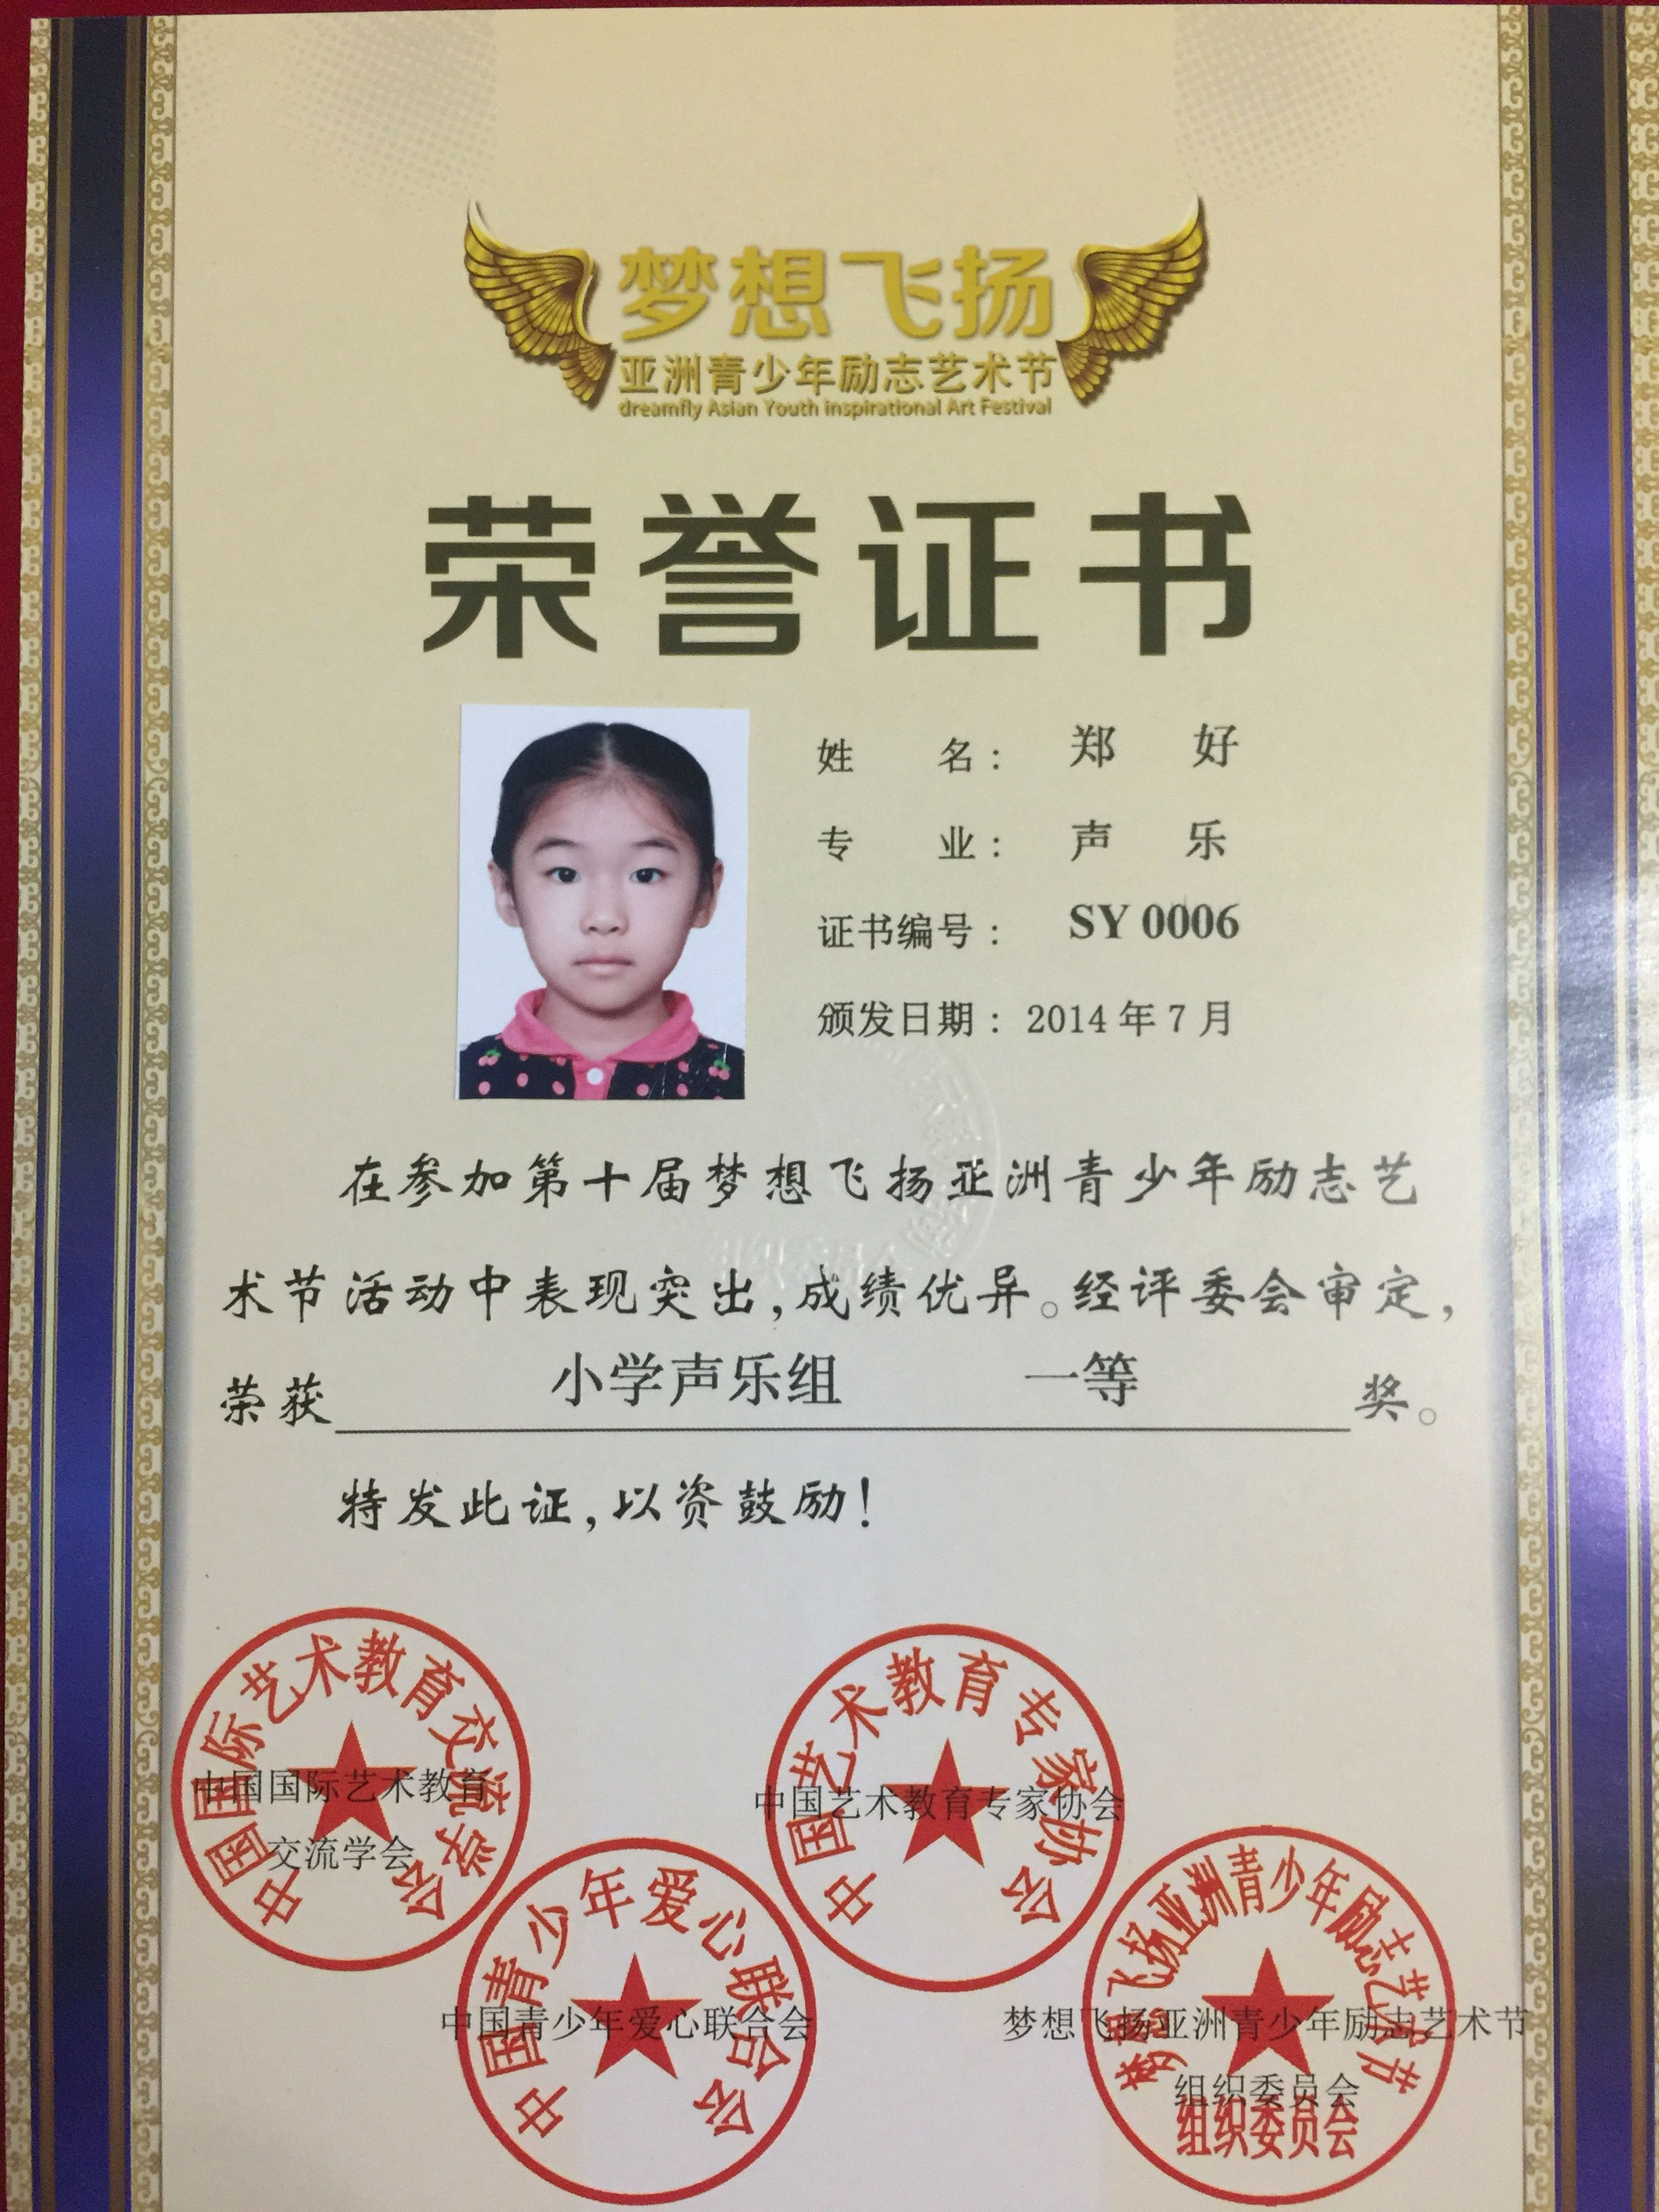 梦想飞扬
亚洲青少年励志艺术节
dreamfly Asian Youth inspirational Art Festival
荣誉证书
姓名： 郑好
专业： 声乐
证书编号： SY 0006
颁发日期： 2014 年 7 月
在参加第十届梦想飞扬亚洲青少年励志艺
术节活动中表现突出,成绩优异。经评委会审定,
荣获 小学声乐组 一等 奖。
特发此证,以资鼓励!
中国国际艺术教育交流学会
中国国际艺术教育
交流学会
中国艺术教育专家协会
中国艺术教育专家协会
中国青少年爱心联合会
中国青少年爱心联合会
梦想飞扬亚洲青少年励志艺术节
组织委员会
梦想飞扬亚洲青少年励志艺术节
组织委员会